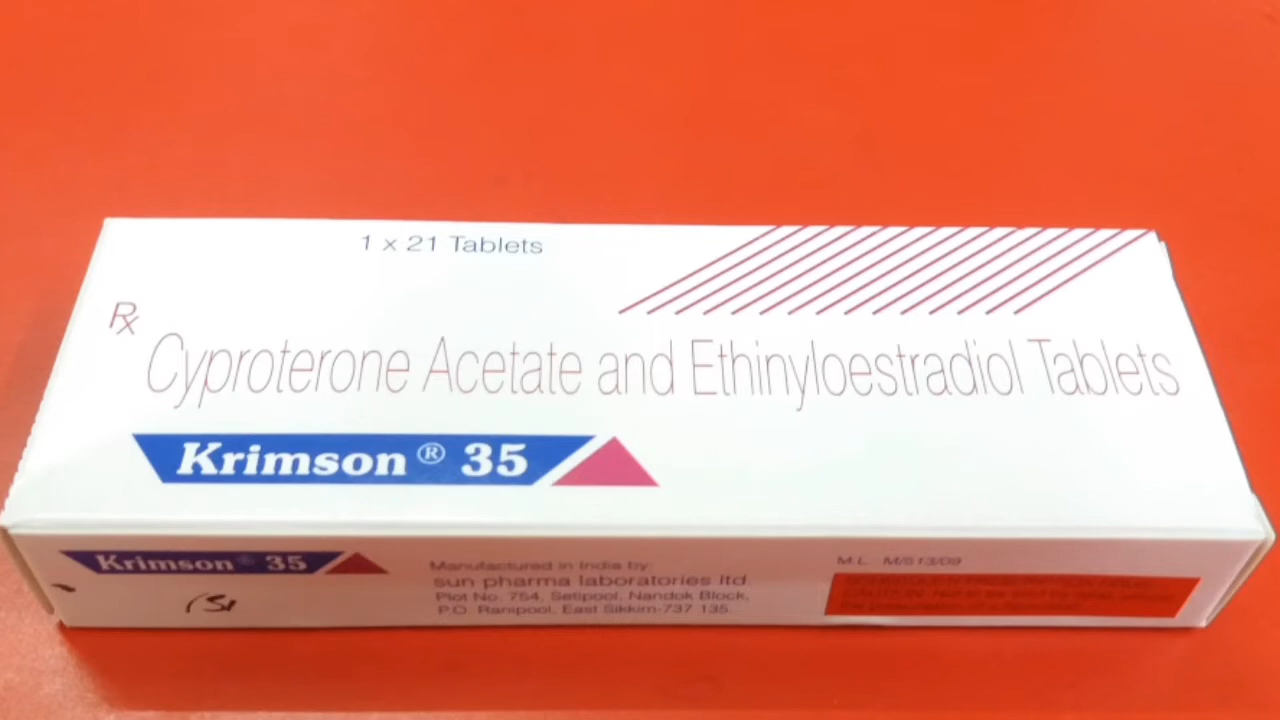 1 x 21 Tablets
Rx
Cyproterone Acetate and Ethinyloestradiol Tablets
Krimson ® 35
Krimson ® 35
Manufactured in India by:
sun pharma laboratories ltd
Plot No. 754, Setipool, Nandok Block,
P.O. Ranipool, East Sikkim-737 135.
M.L. M/613/09